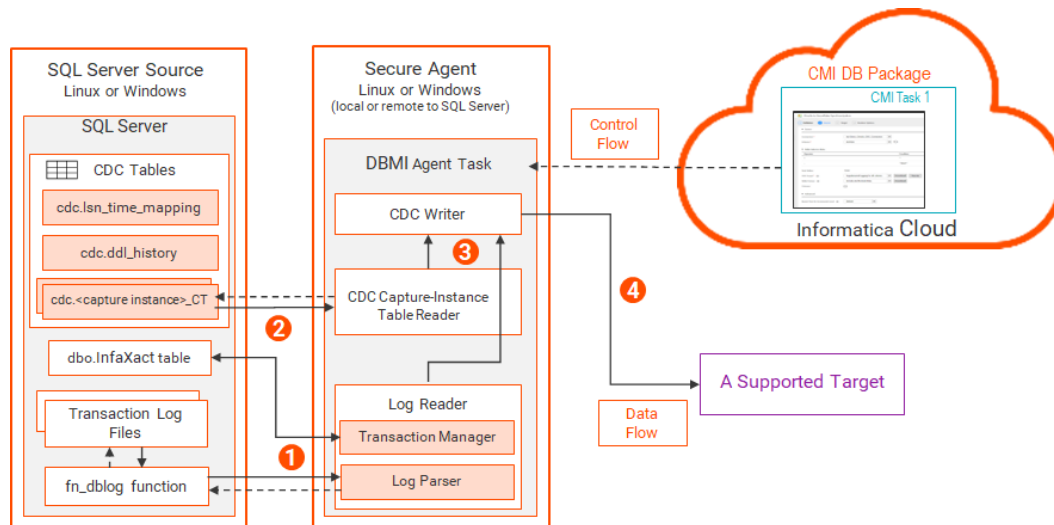 SQL Server Source
Linux or Windows
SQL Server
CDC Tables
cdc.lsn_time_mapping
cdc.ddl_history
cdc.<capture instance>_CT
dbo.InfaXact table
Transaction Log
Files
fn_dblog function
Secure Agent
Linux or Windows
(local or remote to SQL Server)
DBMI Agent Task
CDC Writer
3
CDC Capture-Instance
Table Reader
2
Log Reader
Transaction Manager
1
Log Parser
Control
Flow
4
Data
Flow
CMI DB Package
CMI Task 1
Informatica Cloud
A Supported Target